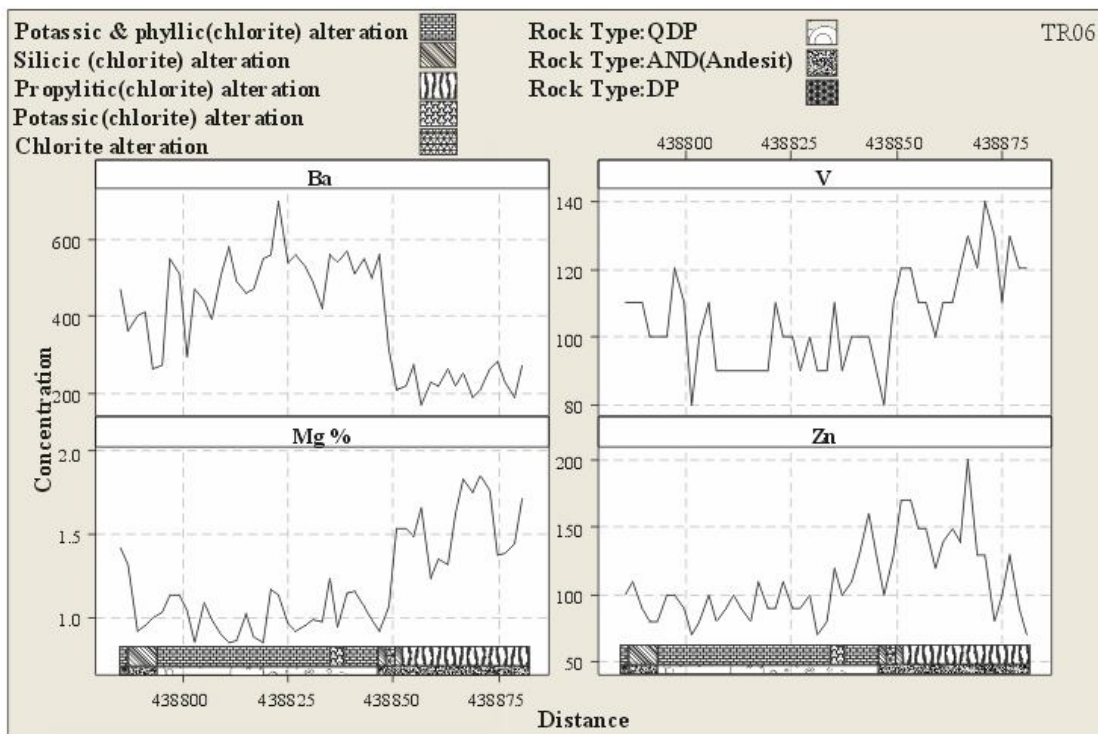 Potassic & phyllic(chlorite) alteration
Silicic (chlorite) alteration
Propylitic(chlorite) alteration
Potassic(chlorite) alteration
Chlorite alteration
Rock Type:QDP
Rock Type:AND(Andesit)
Rock Type:DP
TR06
438800 438825 438850 438875
Ba
V
600
400
200
140
120
100
80
Concentration
Mg %
Zn
2.0
1.5
1.0
200
150
100
50
438800 438825 438850 438875
Distance